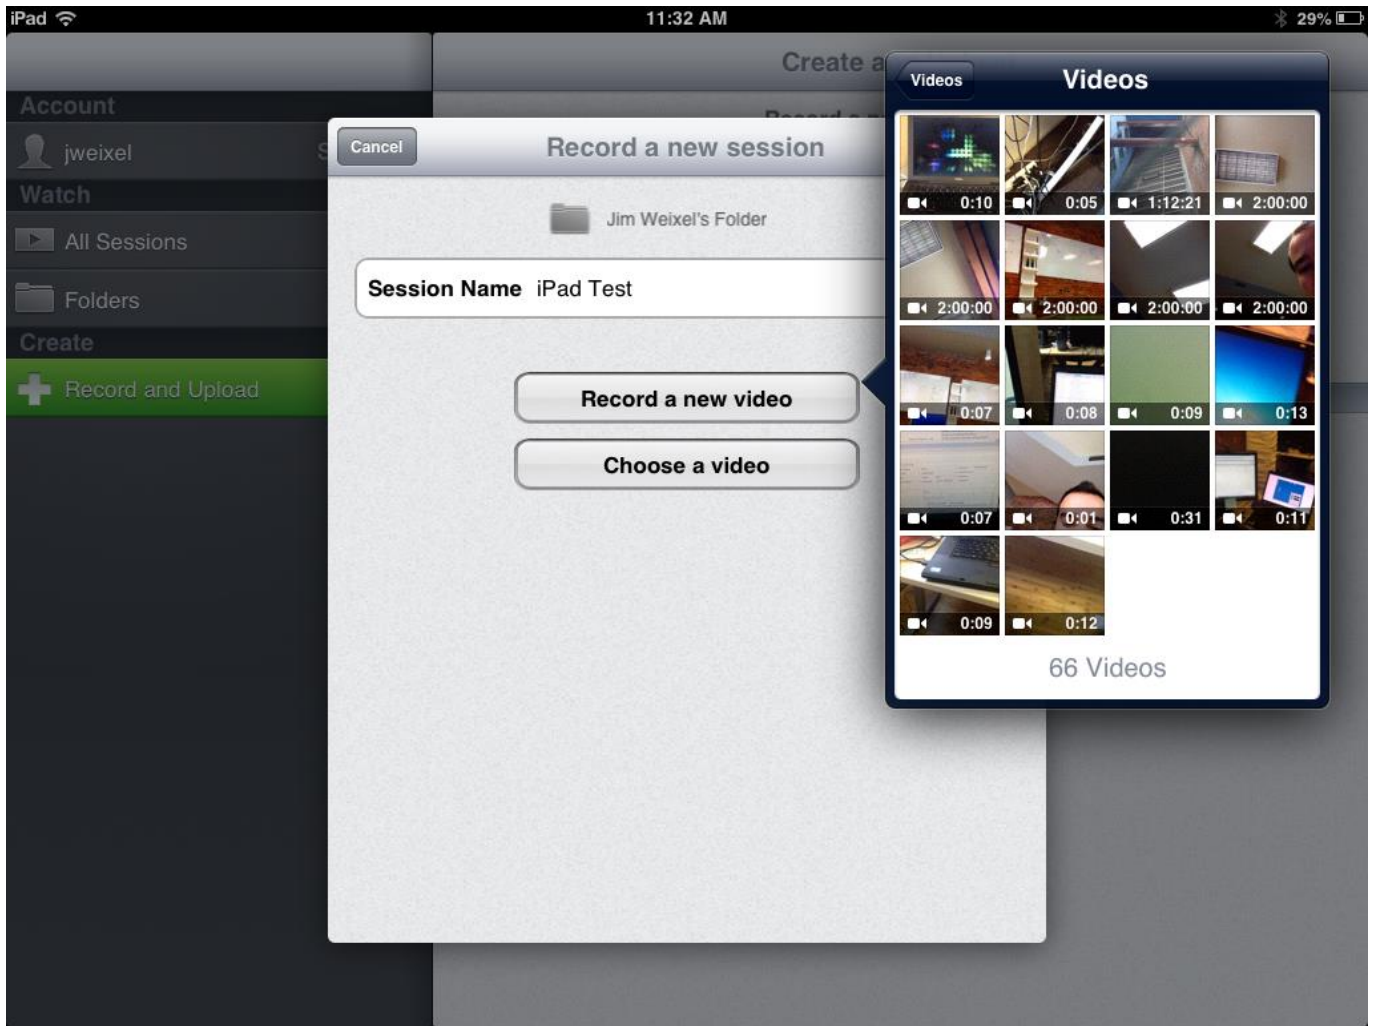 iPad 11:32 AM 29%
Create a
Account
jweixel S
Watch
All Sessions
Folders
Create
Record and Upload
Cancel Record a new session
Jim Weixel's Folder
Session Name iPad Test
Record a new video
Choose a video
Videos Videos
0:10 0:05 1:12:21 2:00:00
2:00:00 2:00:00 2:00:00 2:00:00
0:07 0:08 0:09 0:13
0:07 0:01 0:31 0:11
0:09 0:12
66 Videos